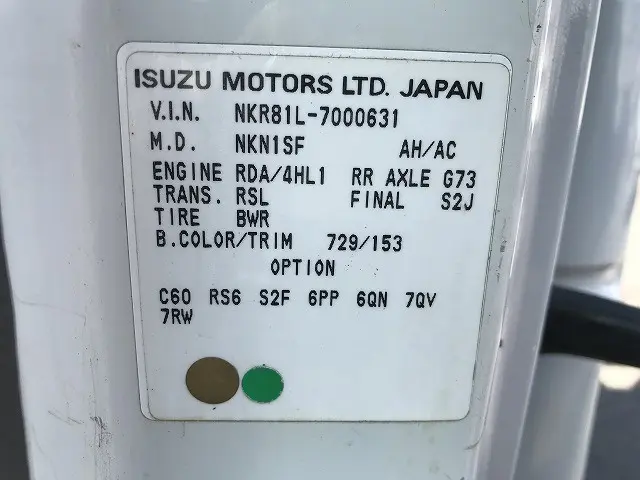 ISUZU MOTORS LTD. JAPAN
V.I.N. NKR81L-7000631
M.D. NKN1SF AH/AC
ENGINE RDA/4HL1 RR AXLE G73
TRANS. RSL FINAL S2J
TIRE BWR
B.COLOR/TRIM 729/153
OPTION
C60 RS6 S2F 6PP 6QN 7QV
7RW